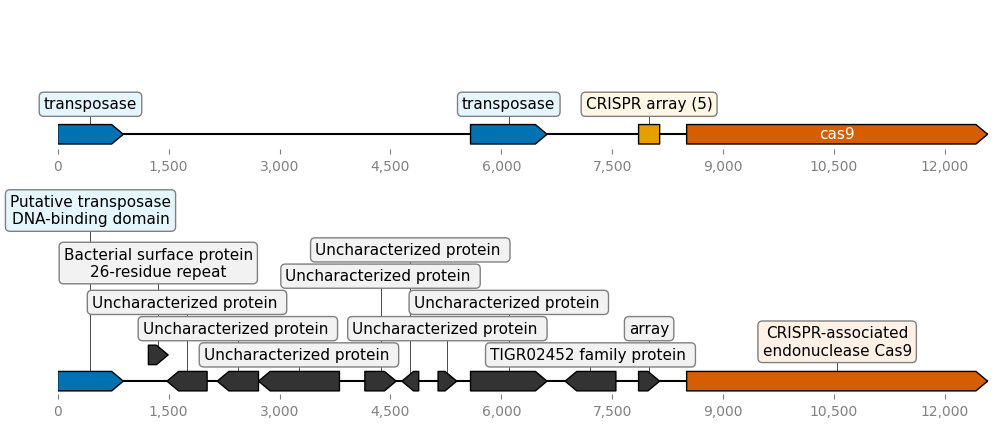 transposase
transposase
CRISPR array (5)
cas9
0
1,500
3,000
4,500
6,000
7,500
9,000
10,500
12,000
Putative transposase
DNA-binding domain
Bacterial surface protein
26-residue repeat
Uncharacterized protein
Uncharacterized protein
Uncharacterized protein
Uncharacterized protein
Uncharacterized protein
Uncharacterized protein
array
Uncharacterized protein
TIGR02452 family protein
CRISPR-associated
endonuclease Cas9
0
1,500
3,000
4,500
6,000
7,500
9,000
10,500
12,000